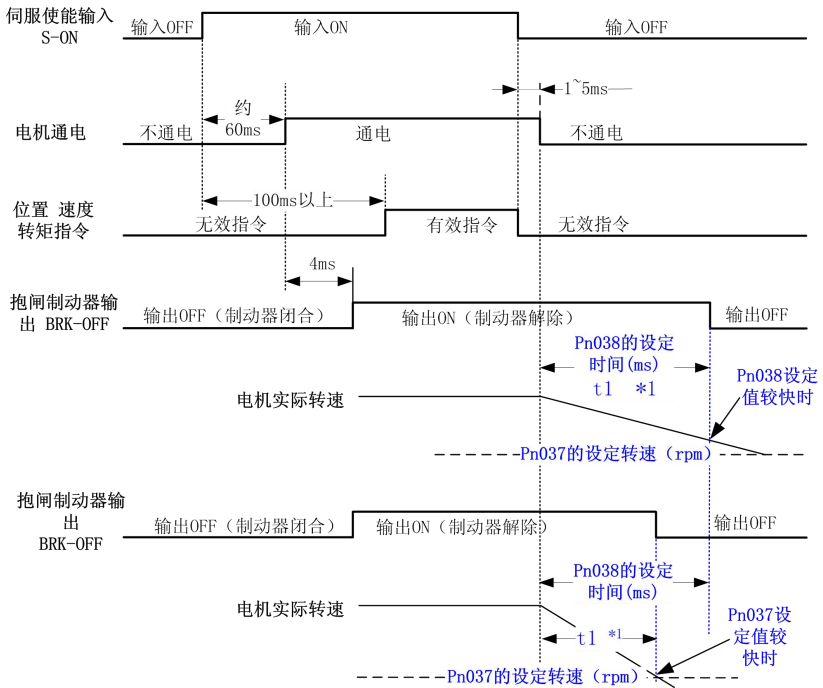 伺服使能输入
S-ON
输入OFF
输入ON
输入OFF
1~5ms
电机通电
不通电
约
60ms
通电
不通电
位置 速度
转矩指令
100ms以上
无效指令
有效指令
无效指令
4ms
抱闸制动器输
出 BRK-OFF
输出OFF（制动器闭合）
输出ON（制动器解除）
输出OFF
Pn038的设定
时间(ms)
t1 *1
Pn038设定
值较快时
电机实际转速
Pn037的设定转速（rpm）
抱闸制动器输
出
BRK-OFF
输出OFF（制动器闭合）
输出ON（制动器解除）
输出OFF
Pn038的设定
时间(ms)
电机实际转速
t1 *1
Pn037设
定值较
快时
Pn037的设定转速（rpm）